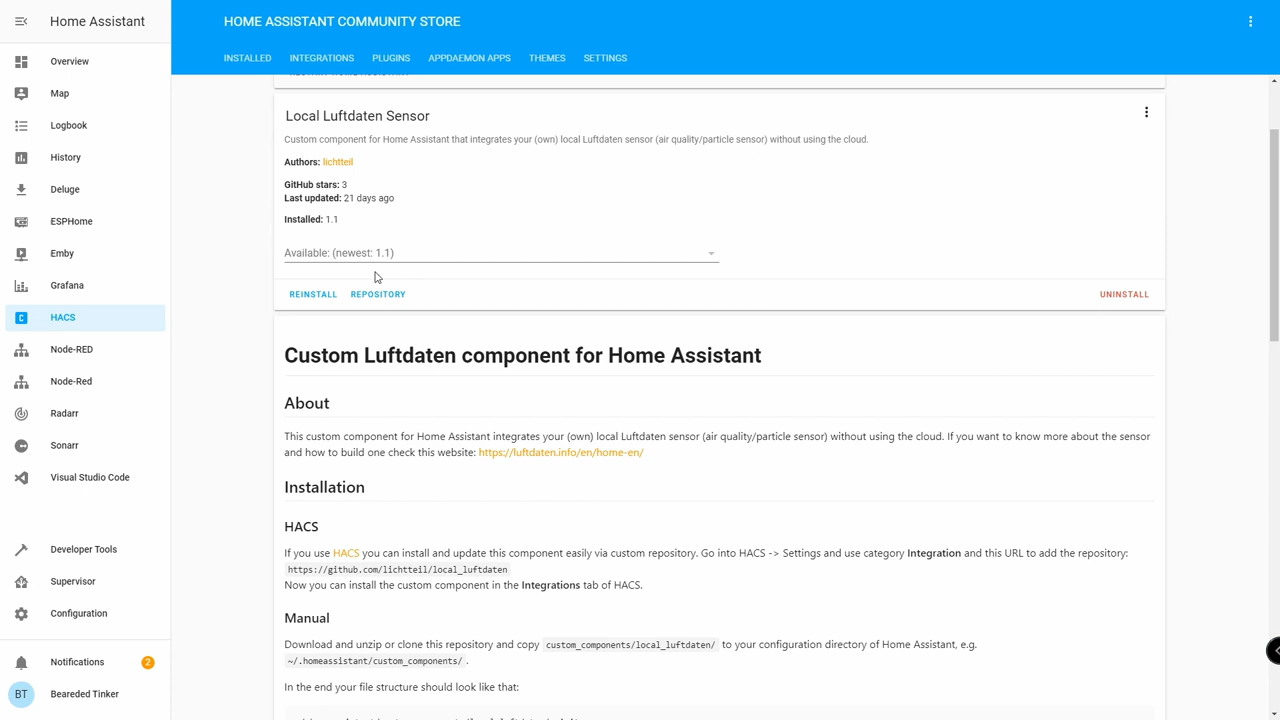 Home Assistant
Overview
Map
Logbook
History
Deluge
ESPHome
Emby
Grafana
HACS
Node-RED
Node-Red
Radarr
Sonarr
Visual Studio Code
Developer Tools
Supervisor
Configuration
Notifications 2
BT Beareded Tinker
HOME ASSISTANT COMMUNITY STORE
INSTALLED INTEGRATIONS PLUGINS APPDAEMON APPS THEMES SETTINGS
Local Luftdaten Sensor
Custom component for Home Assistant that integrates your (own) local Luftdaten sensor (air quality/particle sensor) without using the cloud.
Authors: lichtteil
GitHub stars: 3
Last updated: 21 days ago
Installed: 1.1
Available: (newest: 1.1)
REINSTALL REPOSITORY UNINSTALL
Custom Luftdaten component for Home Assistant
About
This custom component for Home Assistant integrates your (own) local Luftdaten sensor (air quality/particle sensor) without using the cloud. If you want to know more about the sensor
and how to build one check this website: https://luftdaten.info/en/home-en/
Installation
HACS
If you use HACS you can install and update this component easily via custom repository. Go into HACS -> Settings and use category Integration and this URL to add the repository:
https://github.com/lichtteil/local_luftdaten
Now you can install the custom component in the Integrations tab of HACS.
Manual
Download and unzip or clone this repository and copy custom_components/local_luftdaten/ to your configuration directory of Home Assistant, e.g.
~/.homeassistant/custom_components/ .
In the end your file structure should look like that: